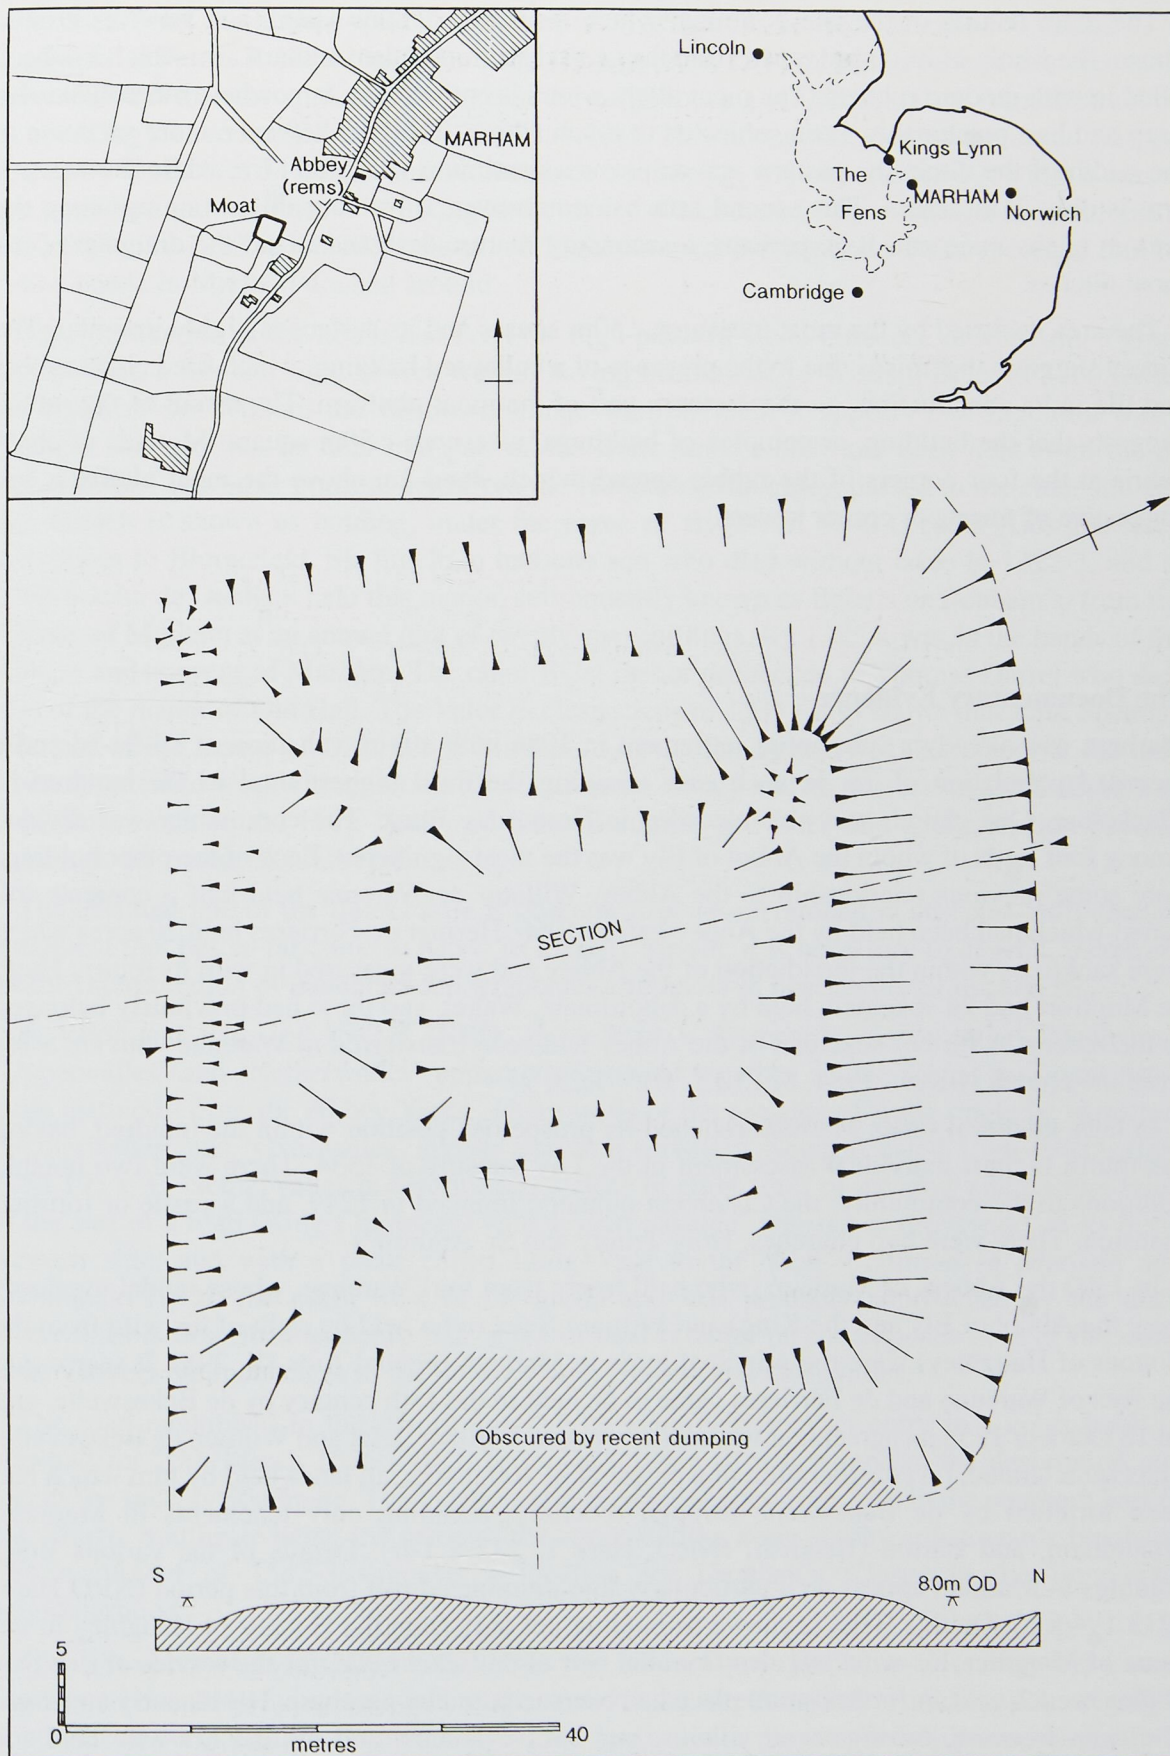 MARHAM
Abbey
(rems)
Moat
Lincoln
Kings Lynn
The
Fens
MARHAM
Norwich
Cambridge
SECTION
Obscured by recent dumping
S
8.0m OD
N
5
0
40
metres